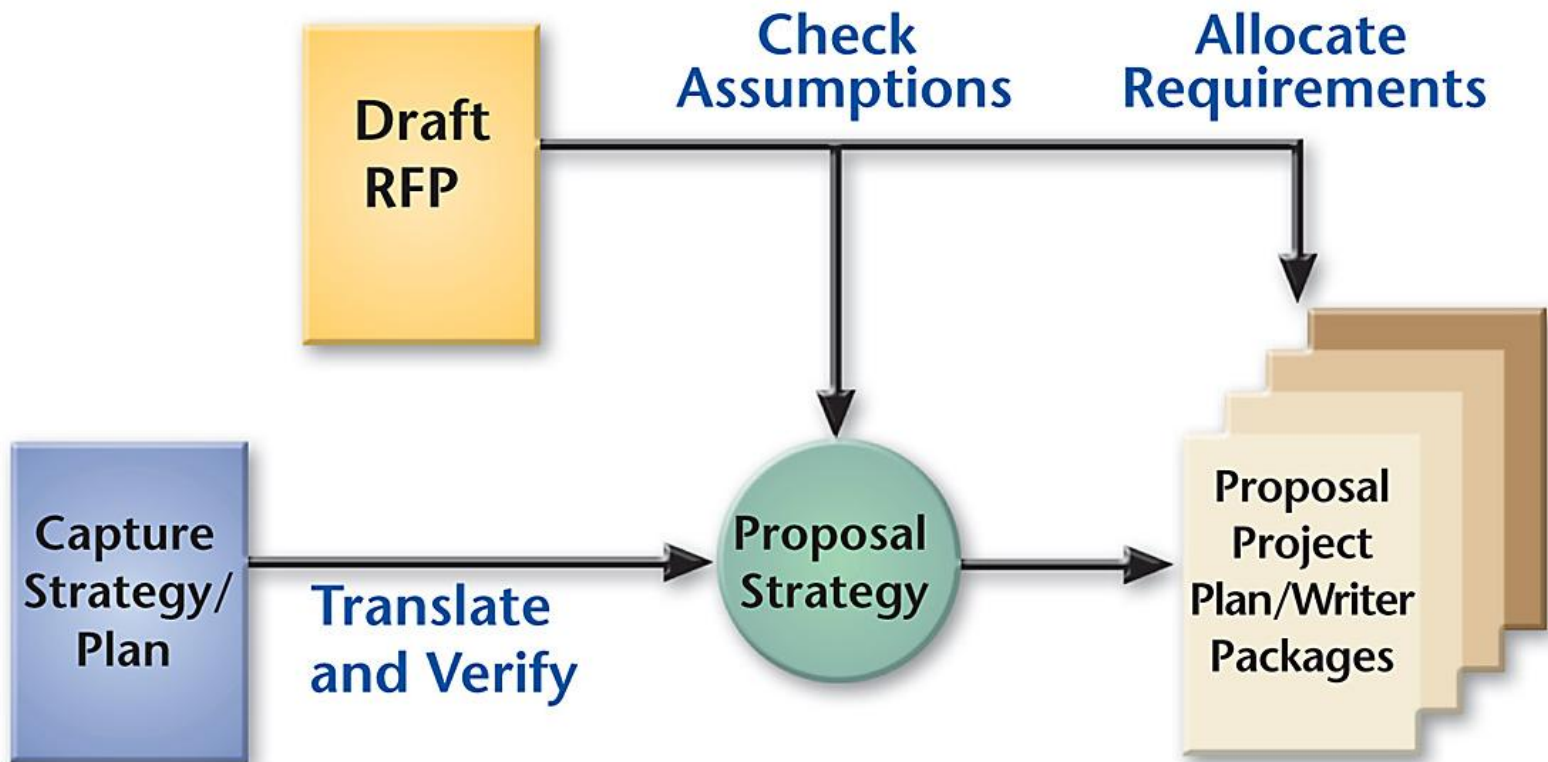 Draft
RFP
Check
Assumptions
Allocate
Requirements
Capture
Strategy/
Plan
Translate
and Verify
Proposal
Strategy
Proposal
Project
Plan/Writer
Packages